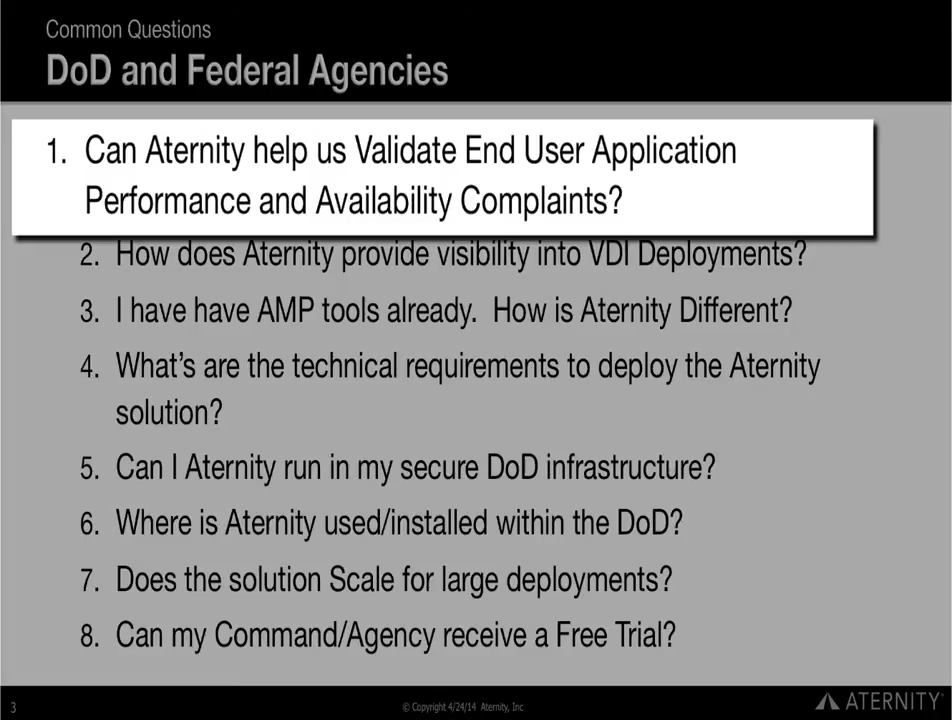 Common Questions
DoD and Federal Agencies
1. Can Aternity help us Validate End User Application
Performance and Availability Complaints?
2. How does Aternity provide visibility into VDI Deployments?
3. I have have AMP tools already. How is Aternity Different?
4. What's are the technical requirements to deploy the Aternity
solution?
5. Can I Aternity run in my secure DoD infrastructure?
6. Where is Aternity used/installed within the DoD?
7. Does the solution Scale for large deployments?
8. Can my Command/Agency receive a Free Trial?
3
© Copyright 4/24/14 Aternity, Inc
ATERNITY